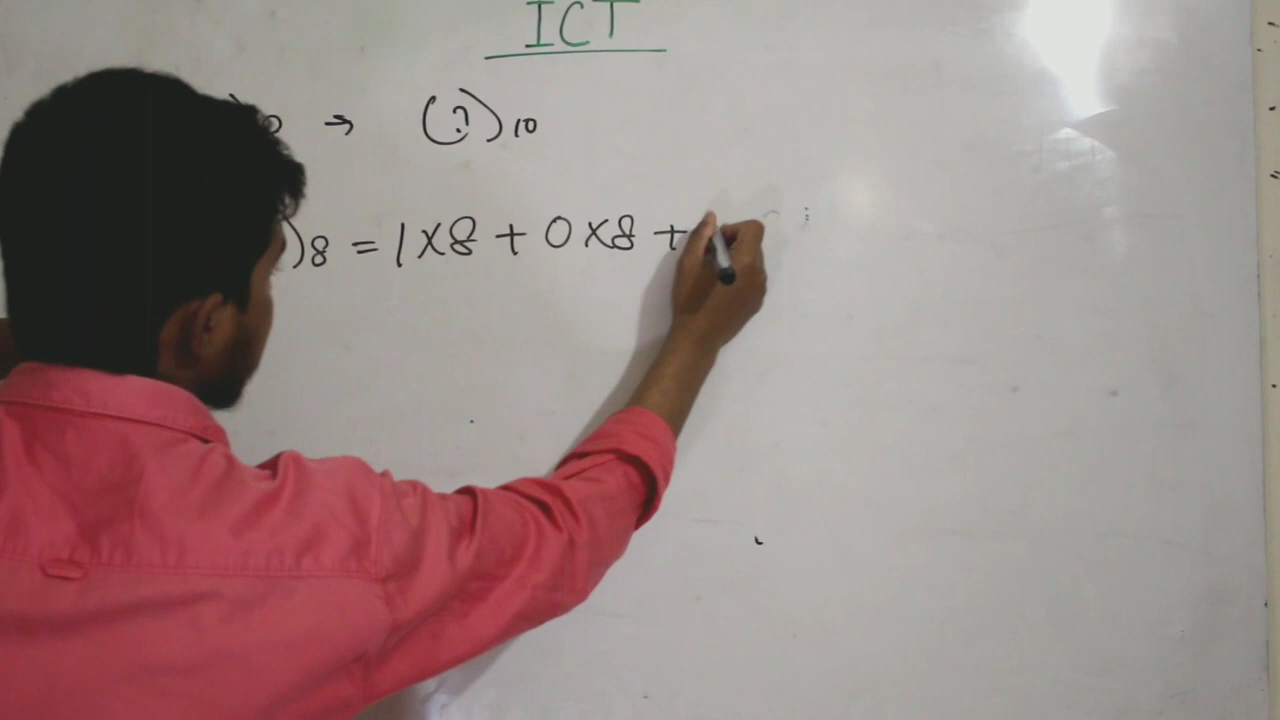 ICT
→ (?)10
)8 = 1×8 + 0×8 +